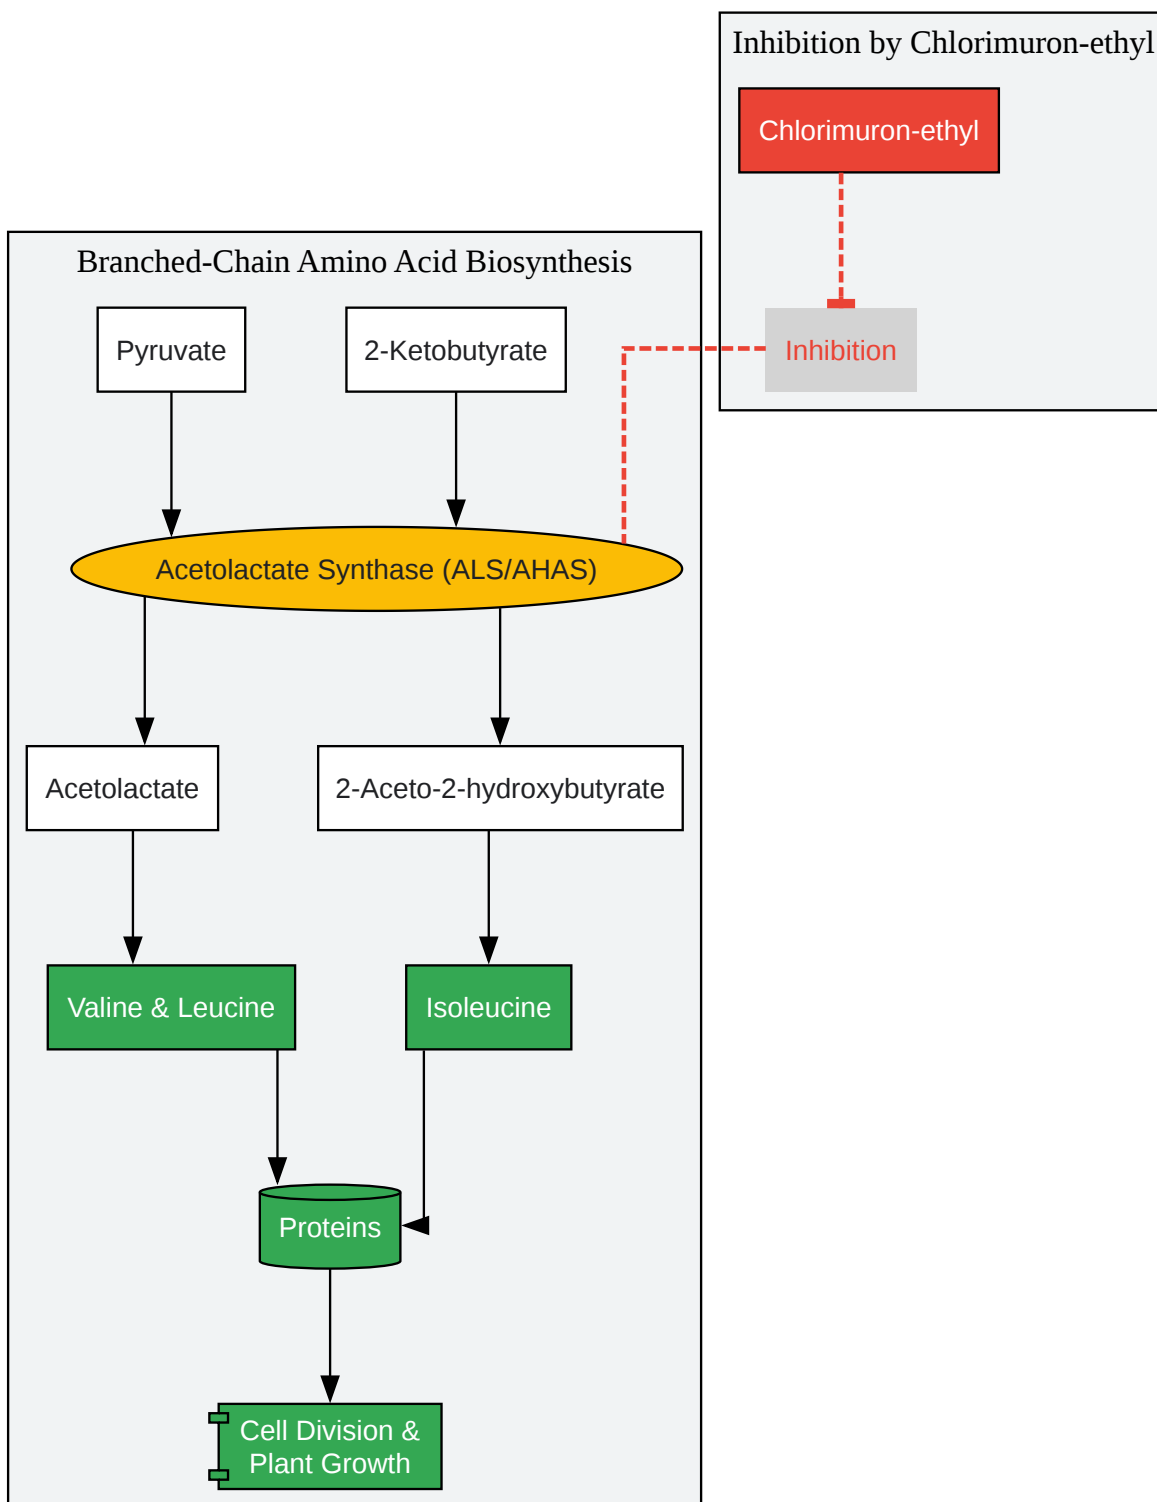 Inhibition by Chlorimuron-ethyl
Chlorimuron-ethyl
Branched-Chain Amino Acid Biosynthesis
Pyruvate
2-Ketobutyrate
Inhibition
Acetolactate Synthase (ALS/AHAS)
Acetolactate
2-Aceto-2-hydroxybutyrate
Valine & Leucine
Isoleucine
Proteins
Cell Division &
Plant Growth